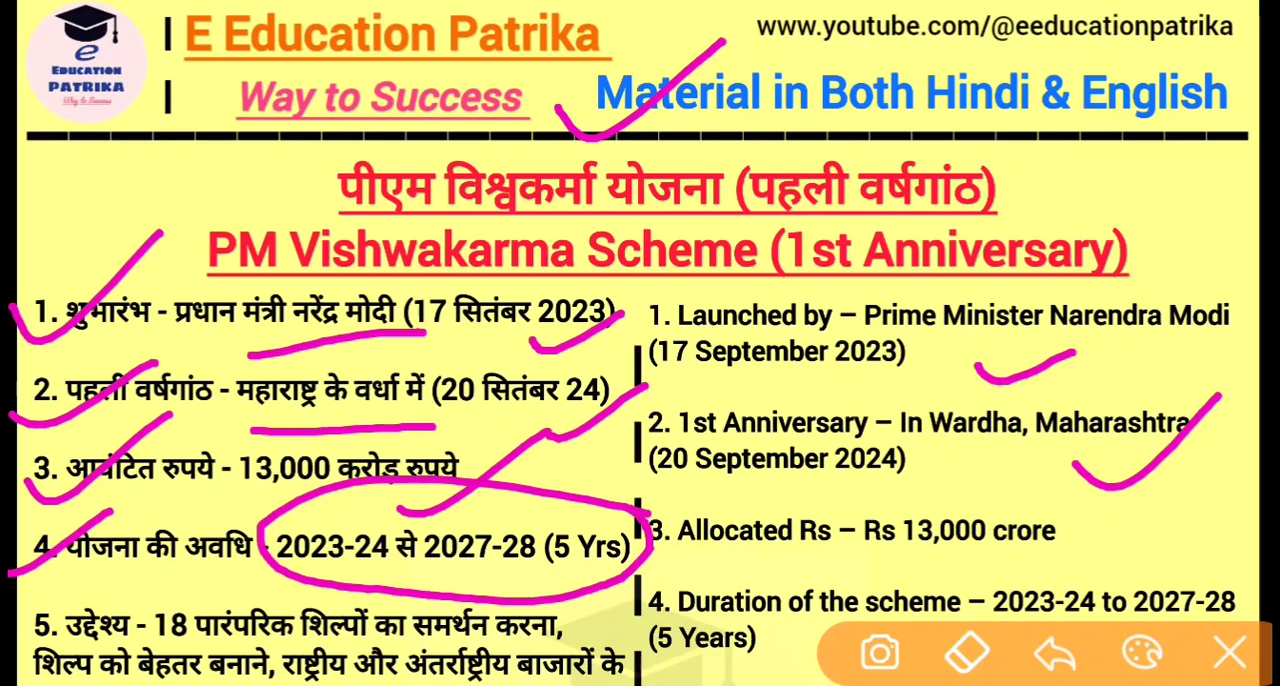 e
EDUCATION
PATRIKA
Way to Success
E Education Patrika
Way to Success
www.youtube.com/@eeducationpatrika
Material in Both Hindi & English
पीएम विश्वकर्मा योजना (पहली वर्षगांठ)
PM Vishwakarma Scheme (1st Anniversary)
1. शुभारंभ - प्रधान मंत्री नरेंद्र मोदी (17 सितंबर 2023)
2. पहली वर्षगांठ - महाराष्ट्र के वर्धा में (20 सितंबर 24)
3. आवंटित रुपये - 13,000 करोड़ रुपये
4. योजना की अवधि - 2023-24 से 2027-28 (5 Yrs)
5. उद्देश्य - 18 पारंपरिक शिल्पों का समर्थन करना,
शिल्प को बेहतर बनाने, राष्ट्रीय और अंतर्राष्ट्रीय बाजारों के
1. Launched by – Prime Minister Narendra Modi
(17 September 2023)
2. 1st Anniversary – In Wardha, Maharashtra
(20 September 2024)
3. Allocated Rs – Rs 13,000 crore
4. Duration of the scheme – 2023-24 to 2027-28
(5 Years)